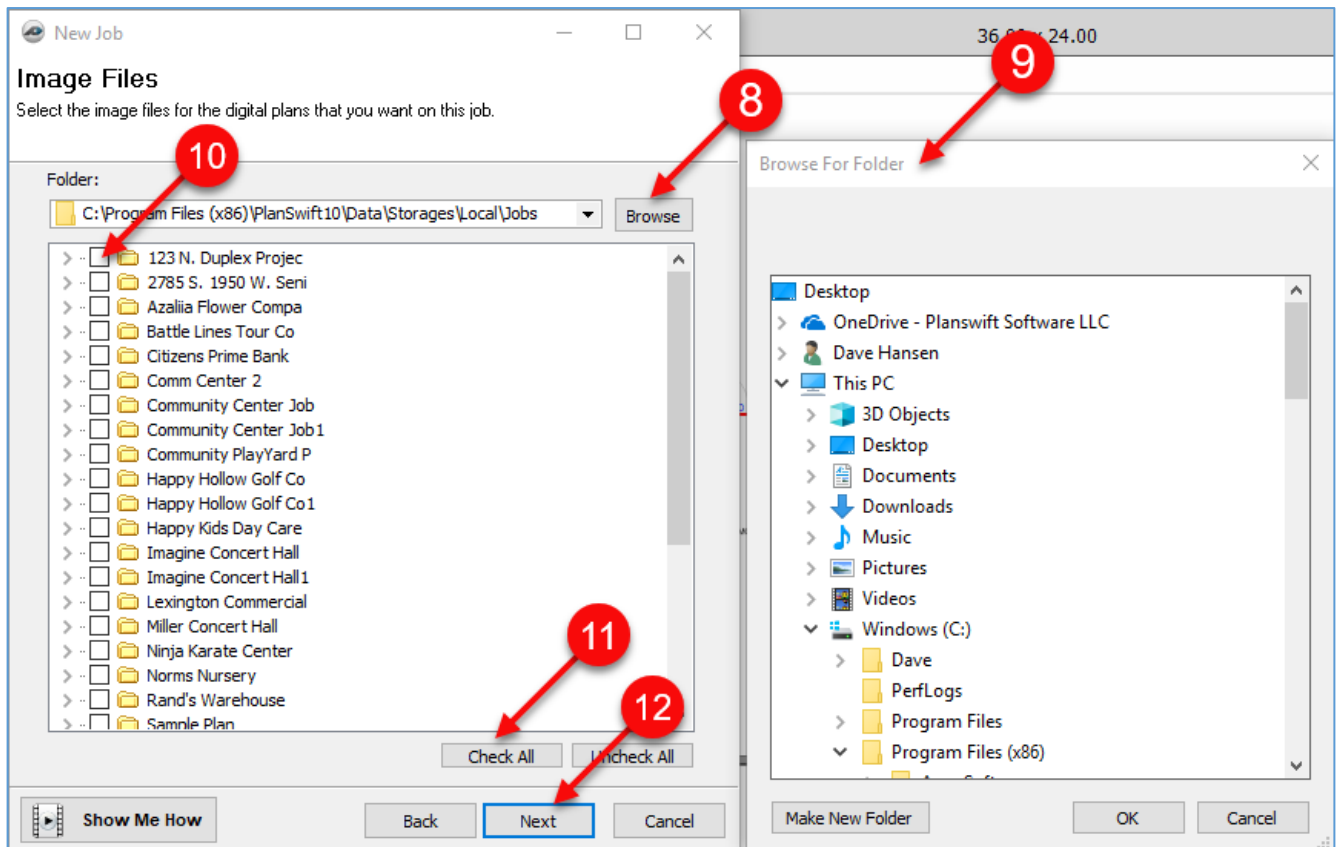 New Job
Image Files
Select the image files for the digital plans that you want on this job.
10
8
Folder:
C:\Program Files (x86)\PlanSwift10\Data\Storages\Local\Jobs
Browse
123 N. Duplex Projec
2785 S. 1950 W. Seni
Azaliia Flower Compa
Battle Lines Tour Co
Citizens Prime Bank
Comm Center 2
Community Center Job
Community Center Job1
Community PlayYard P
Happy Hollow Golf Co
Happy Hollow Golf Co1
Happy Kids Day Care
Imagine Concert Hall
Imagine Concert Hall1
Lexington Commercial
Miller Concert Hall
Ninja Karate Center
Norms Nursery
Rand's Warehouse
Sample Plan
11
12
Check All
Uncheck All
Show Me How
Back
Next
Cancel
24.00
9
Browse For Folder
Desktop
OneDrive - Planswift Software LLC
Dave Hansen
This PC
3D Objects
Desktop
Documents
Downloads
Music
Pictures
Videos
Windows (C:)
Dave
PerfLogs
Program Files
Program Files (x86)
Make New Folder
OK
Cancel